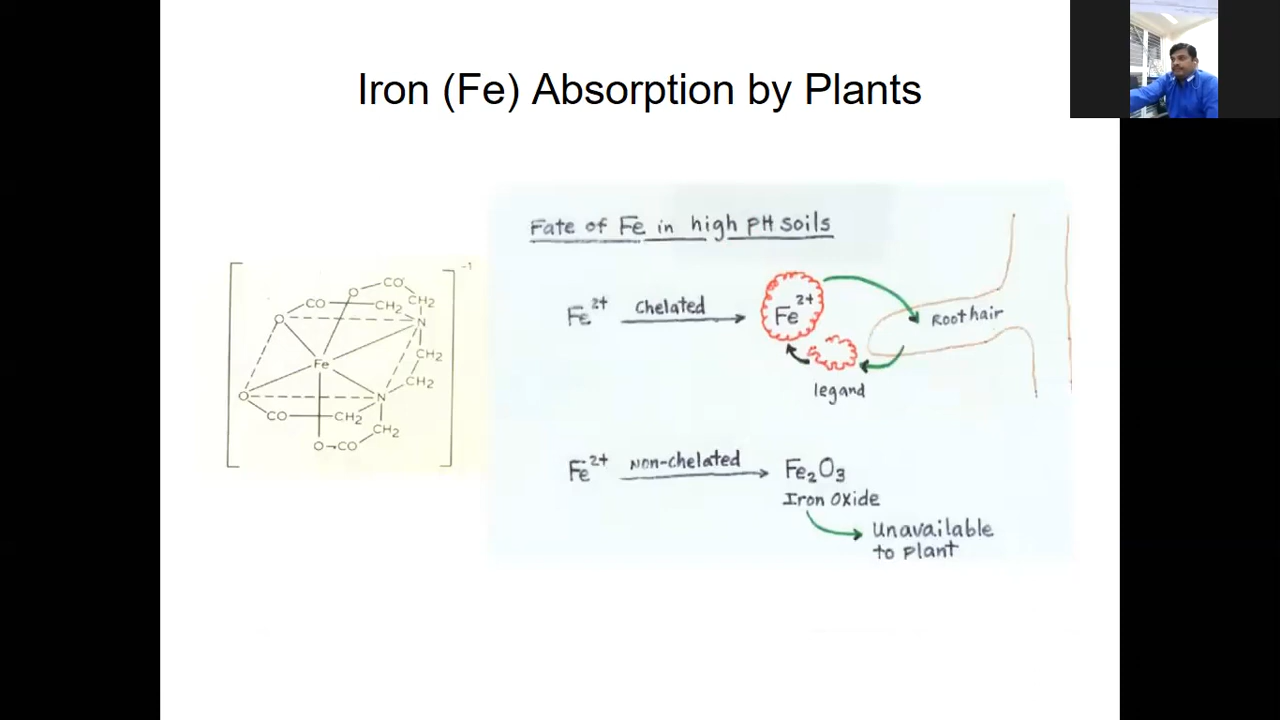 Iron (Fe) Absorption by Plants
Fate of Fe in high pH soils
Fe²⁺ Chelated Fe²⁺ Root hair
legand
Fe²⁺ Non-chelated Fe₂O₃
Iron Oxide
Unavailable
to plant
-1
O CO
O CO CH₂ CH₂
N
Fe CH₂
CH₂
O N
CO CH₂ CH₂
O CO